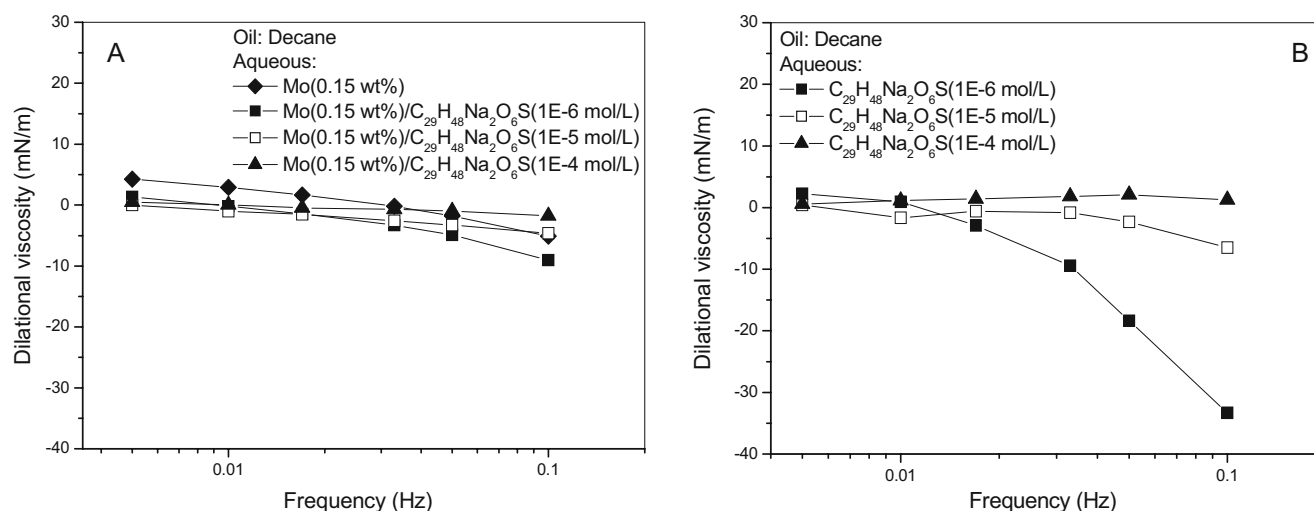 A
Oil: Decane
Aqueous:
Mo(0.15 wt%)
Mo(0.15 wt%)/C₂₉H₄₈Na₂O₆S(1E-6 mol/L)
Mo(0.15 wt%)/C₂₉H₄₈Na₂O₆S(1E-5 mol/L)
Mo(0.15 wt%)/C₂₉H₄₈Na₂O₆S(1E-4 mol/L)
30
20
10
0
-10
-20
-30
-40
Dilational viscosity (mN/m)
0.01
0.1
Frequency (Hz)
B
Oil: Decane
Aqueous:
C₂₉H₄₈Na₂O₆S(1E-6 mol/L)
C₂₉H₄₈Na₂O₆S(1E-5 mol/L)
C₂₉H₄₈Na₂O₆S(1E-4 mol/L)
30
20
10
0
-10
-20
-30
-40
Dilational viscosity (mN/m)
0.01
0.1
Frequency (Hz)